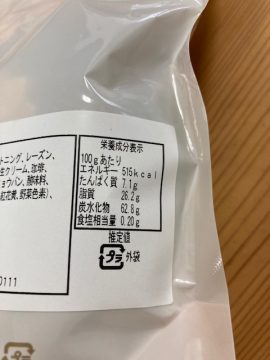 トニング、レーズン、
生クリーム、珈琲、
ョウバン、酸味料、
紅花黄、野菜色素)、
0111
栄養成分表示
100gあたり
エネルギー 515kcal
たんぱく質 7.1g
脂質 26.2g
炭水化物 62.8g
食塩相当量 0.20g
推定値
プラ 外袋